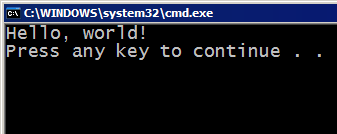 C:\WINDOWS\system32\cmd.exe
Hello, world!
Press any key to continue . .